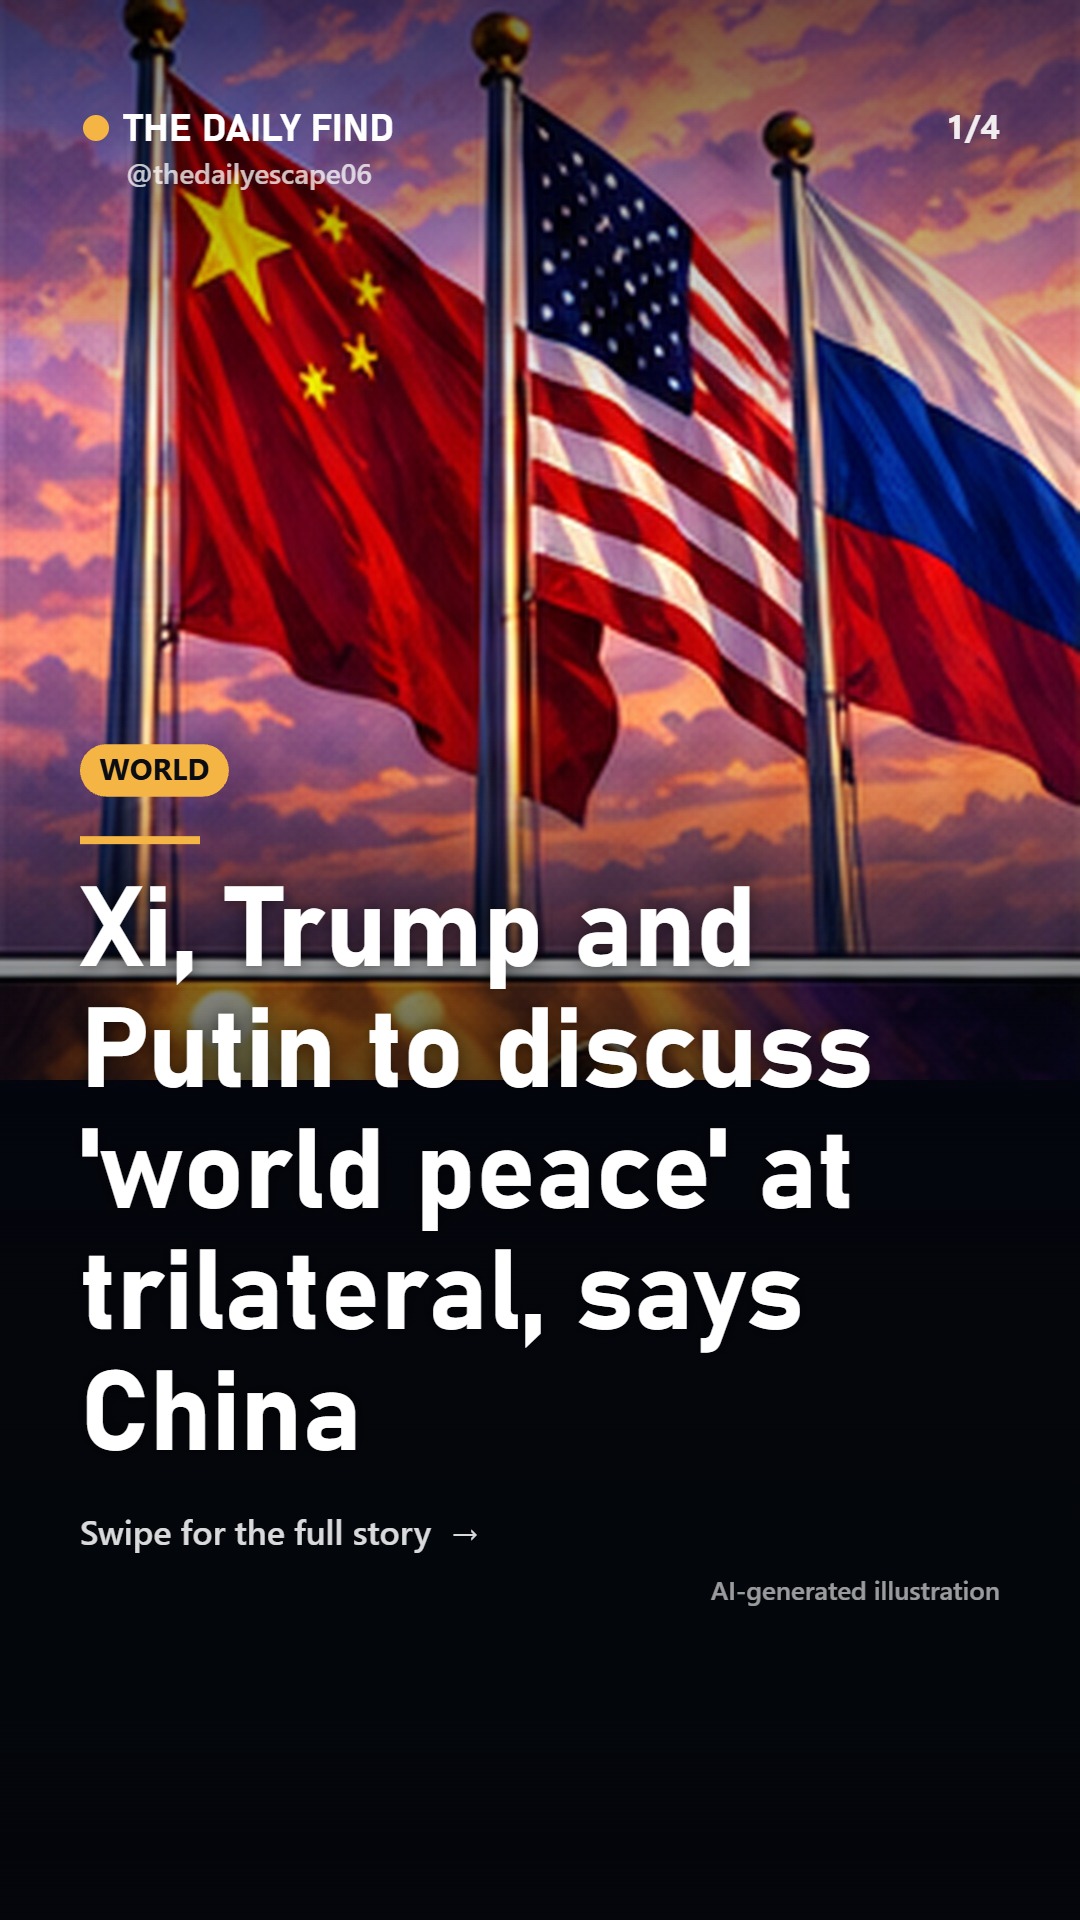 THE DAILY FIND
1/4
@thedailyescape06
WORLD
Xi, Trump and
Putin to discuss
'world peace' at
trilateral, says
China
Swipe for the full story →
AI-generated illustration